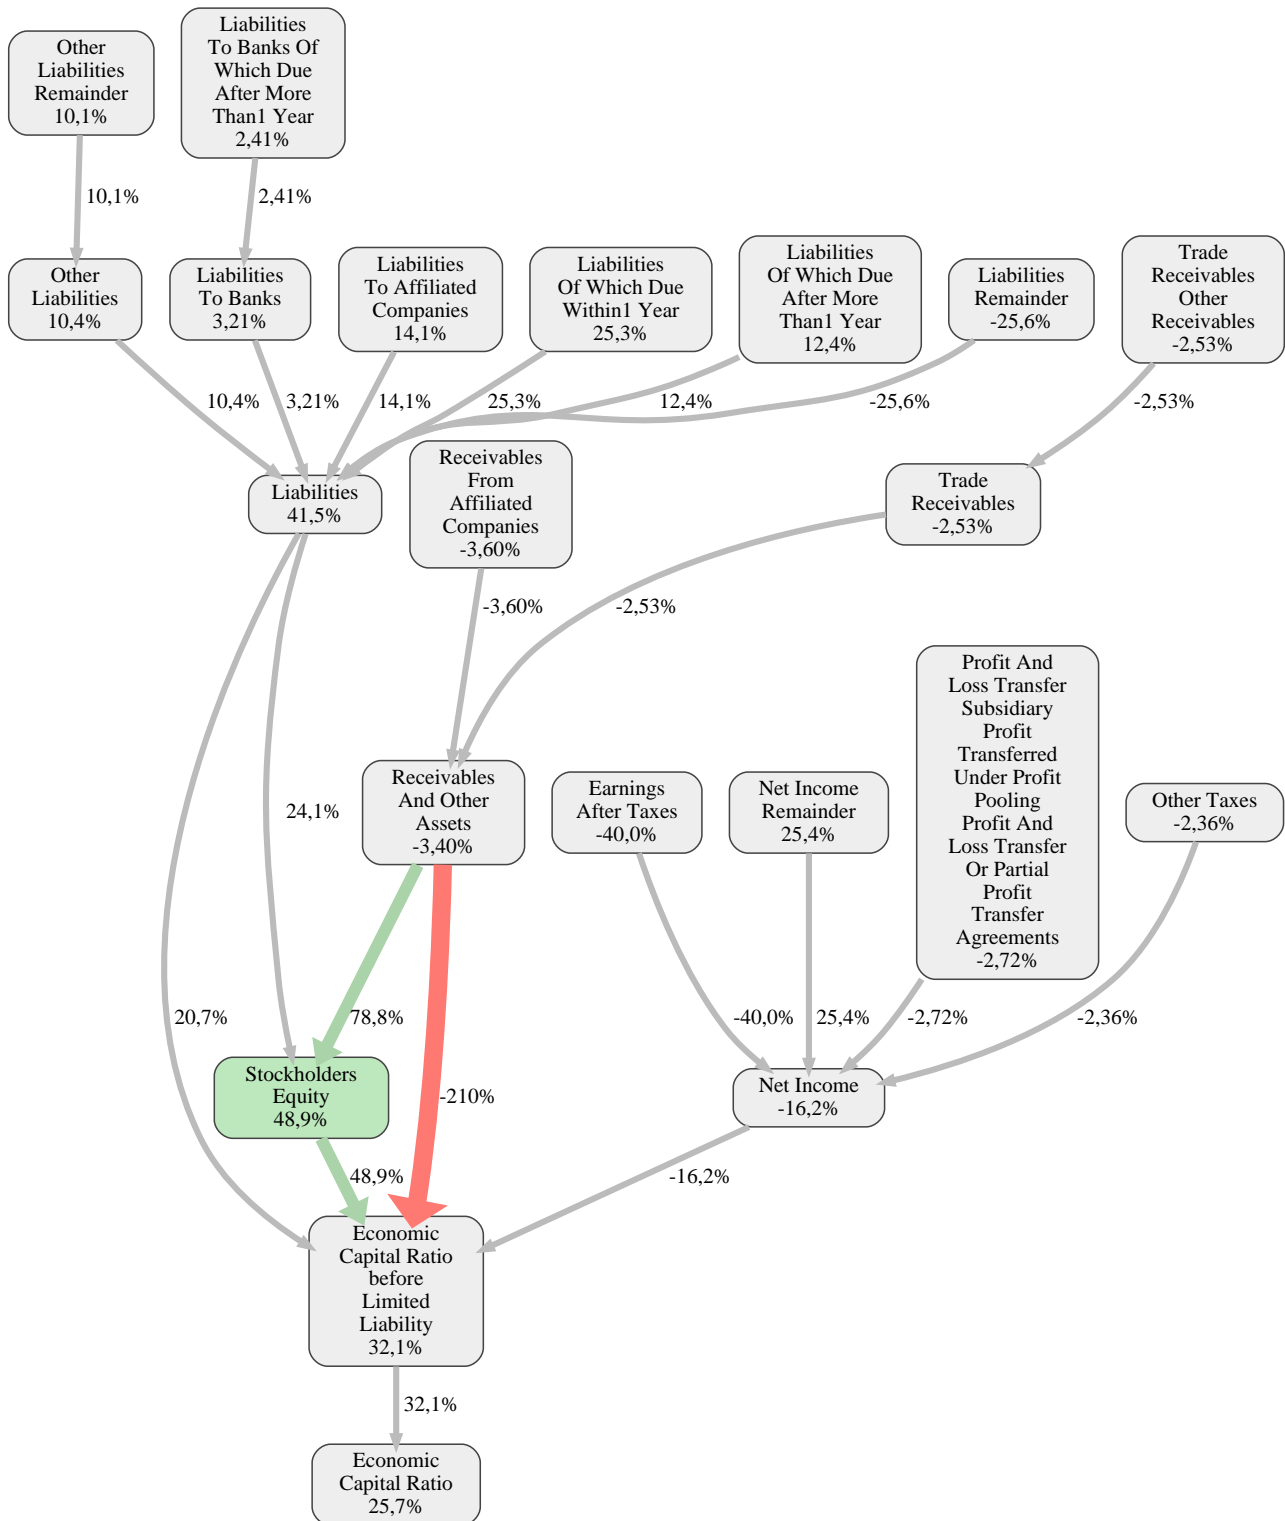 Other
Liabilities
Remainder
10,1%
Liabilities
To Banks Of
Which Due
After More
Than1 Year
2,41%
10,1%
2,41%
Other
Liabilities
10,4%
Liabilities
To Banks
3,21%
Liabilities
To Affiliated
Companies
14,1%
Liabilities
Of Which Due
Within1 Year
25,3%
Liabilities
Of Which Due
After More
Than1 Year
12,4%
Liabilities
Remainder
-25,6%
Trade
Receivables
Other
Receivables
-2,53%
10,4%
3,21%
14,1%
25,3%
12,4%
-25,6%
-2,53%
Liabilities
41,5%
Receivables
From
Affiliated
Companies
-3,60%
Trade
Receivables
-2,53%
-3,60%
-2,53%
Receivables
And Other
Assets
-3,40%
Earnings
After Taxes
-40,0%
Net Income
Remainder
25,4%
Profit And
Loss Transfer
Subsidiary
Profit
Transferred
Under Profit
Pooling
Profit And
Loss Transfer
Or Partial
Profit
Transfer
Agreements
-2,72%
Other Taxes
-2,36%
24,1%
20,7%
78,8%
-210%
-40,0%
25,4%
-2,72%
-2,36%
Stockholders
Equity
48,9%
Net Income
-16,2%
48,9%
-16,2%
Economic
Capital Ratio
before
Limited
Liability
32,1%
32,1%
Economic
Capital Ratio
25,7%